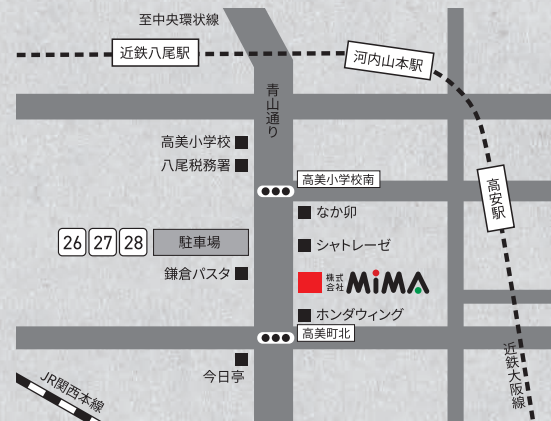 至中央環状線
近鉄八尾駅
河内山本駅
青山通り
高美小学校
八尾税務署
高美小学校南
高安駅
なか卯
26 27 28 駐車場
シャトレーゼ
鎌倉パスタ
株式
会社 MiMA
ホンダウィング
高美町北
今日亭
近鉄大阪線
JR関西本線